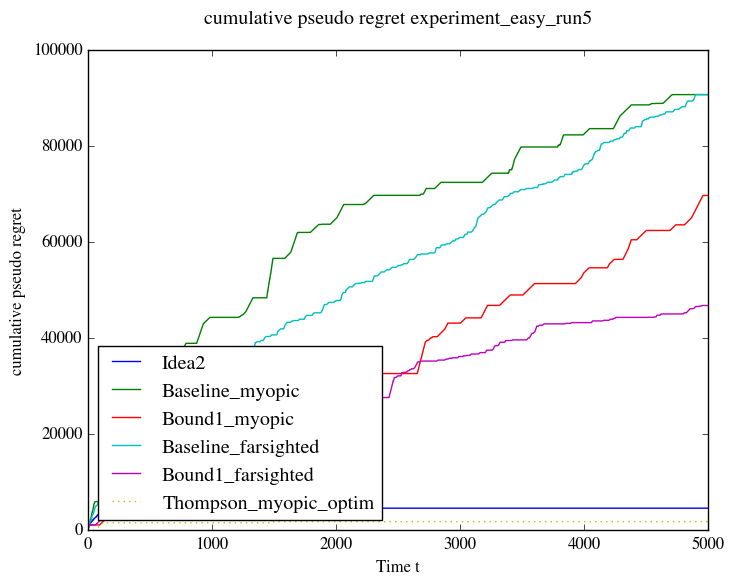 cumulative pseudo regret experiment_easy_run5
100000
80000
60000
40000
20000
0
cumulative pseudo regret
Idea2
Baseline_myopic
Bound1_myopic
Baseline_farsighted
Bound1_farsighted
Thompson_myopic_optim
0 1000 2000 3000 4000 5000
Time t